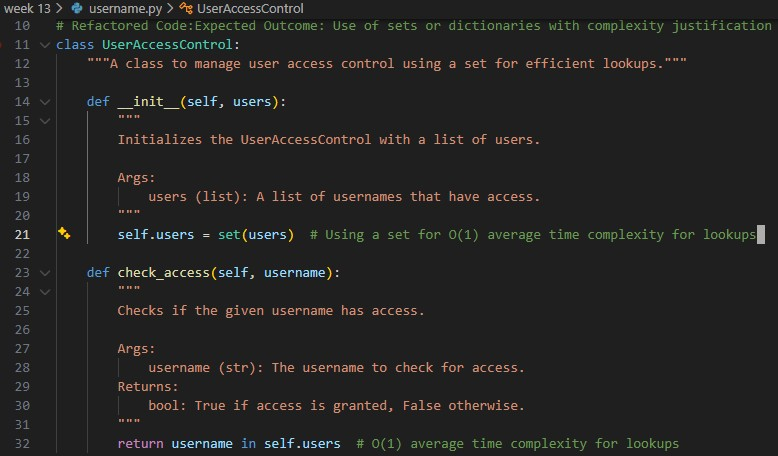 week 13 > username.py > UserAccessControl
10 # Refactored Code:Expected Outcome: Use of sets or dictionaries with complexity justification
11 class UserAccessControl:
12     """A class to manage user access control using a set for efficient lookups."""
13
14     def __init__(self, users):
15         """
16         Initializes the UserAccessControl with a list of users.
17
18         Args:
19             users (list): A list of usernames that have access.
20         """
21         self.users = set(users)  # Using a set for O(1) average time complexity for lookups
22
23     def check_access(self, username):
24         """
25         Checks if the given username has access.
26
27         Args:
28             username (str): The username to check for access.
29         Returns:
30             bool: True if access is granted, False otherwise.
31         """
32         return username in self.users  # O(1) average time complexity for lookups